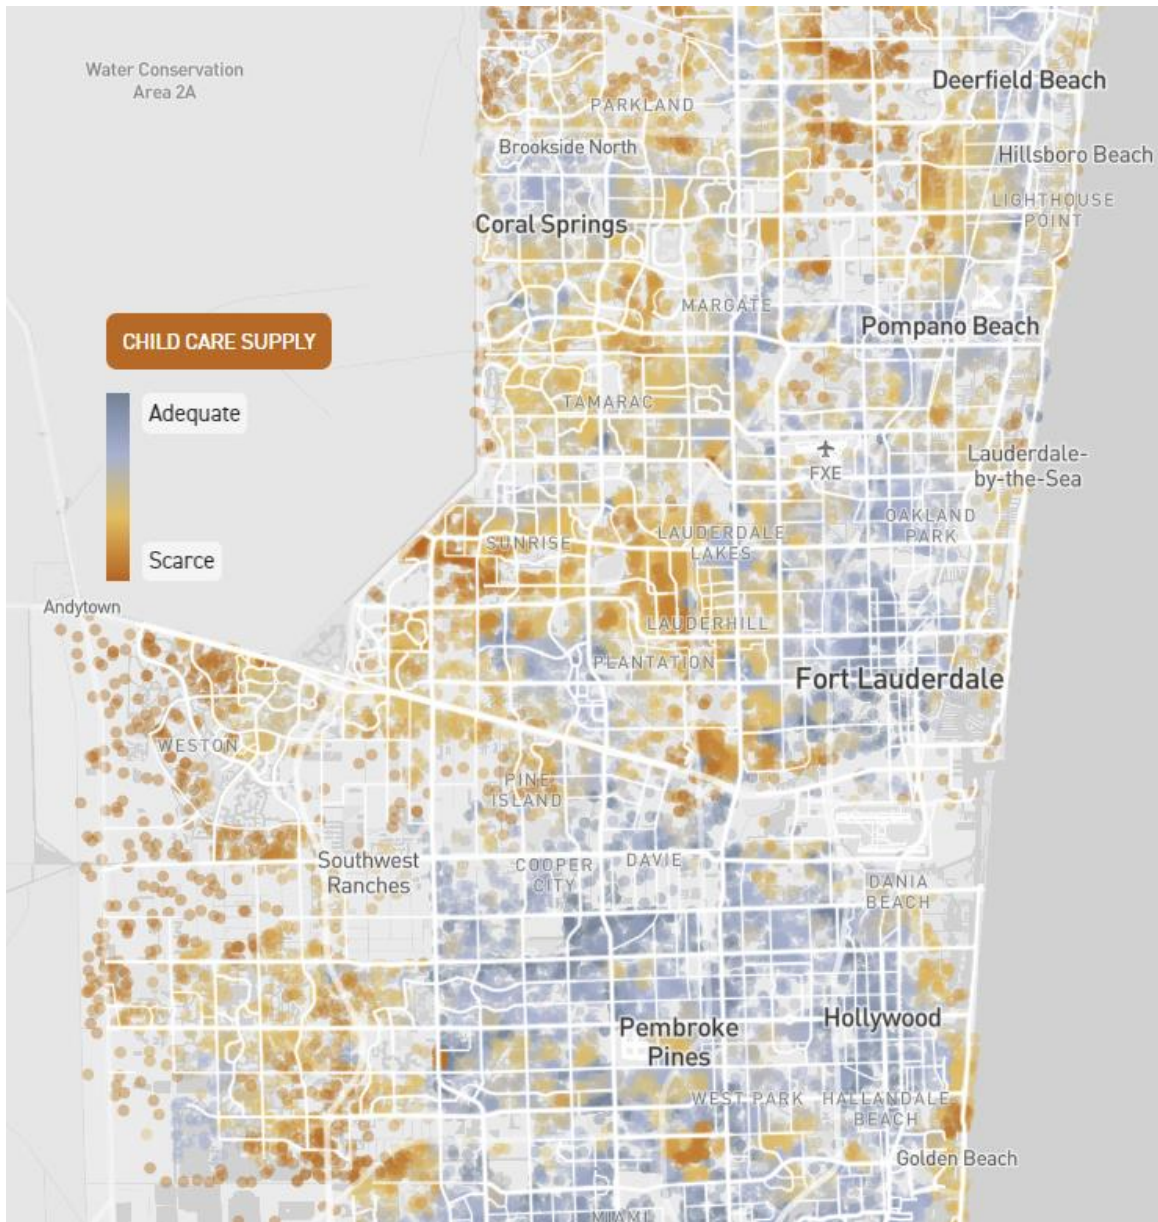 Water Conservation
Area 2A
Deerfield Beach
PARKLAND
Brookside North
Hillsboro Beach
LIGHTHOUSE
POINT
Coral Springs
MARGATE
Pompano Beach
CHILD CARE SUPPLY
Adequate
Scarce
TAMARAC
FXE
Lauderdale-
by-the-Sea
OAKLAND
PARK
SUNRISE
LAUDERDALE
LAKES
Andytown
LAUDERHILL
PLANTATION
Fort Lauderdale
WESTON
PINE
ISLAND
Southwest
Ranches
COOPER
CITY
DAVIE
DANIA
BEACH
Pembroke
Pines
Hollywood
WEST PARK
HALLANDALE
BEACH
Golden Beach
MIAMI